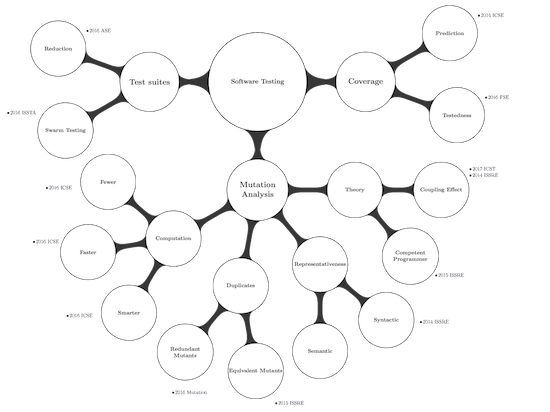 • 2014 ICSE
Prediction
• 2016 ASE
Reduction
Test suites
Software Testing
Coverage
• 2016 FSE
Testedness
• 2016 ISSTA
Swarm Testing
• 2017 ICST
• 2014 ISSRE
Fewer
• 2016 ICSE
Mutation
Analysis
Theory
Coupling Effect
Computation
• 2016 ICSE
Faster
Competent
Programmer
• 2015 ISSRE
Representativeness
Duplicates
Smarter
• 2016 ICSE
Syntactic
• 2014 ISSRE
Redundant
Mutants
Semantic
Equivalent Mutants
• 2016 Mutation
• 2015 ISSRE